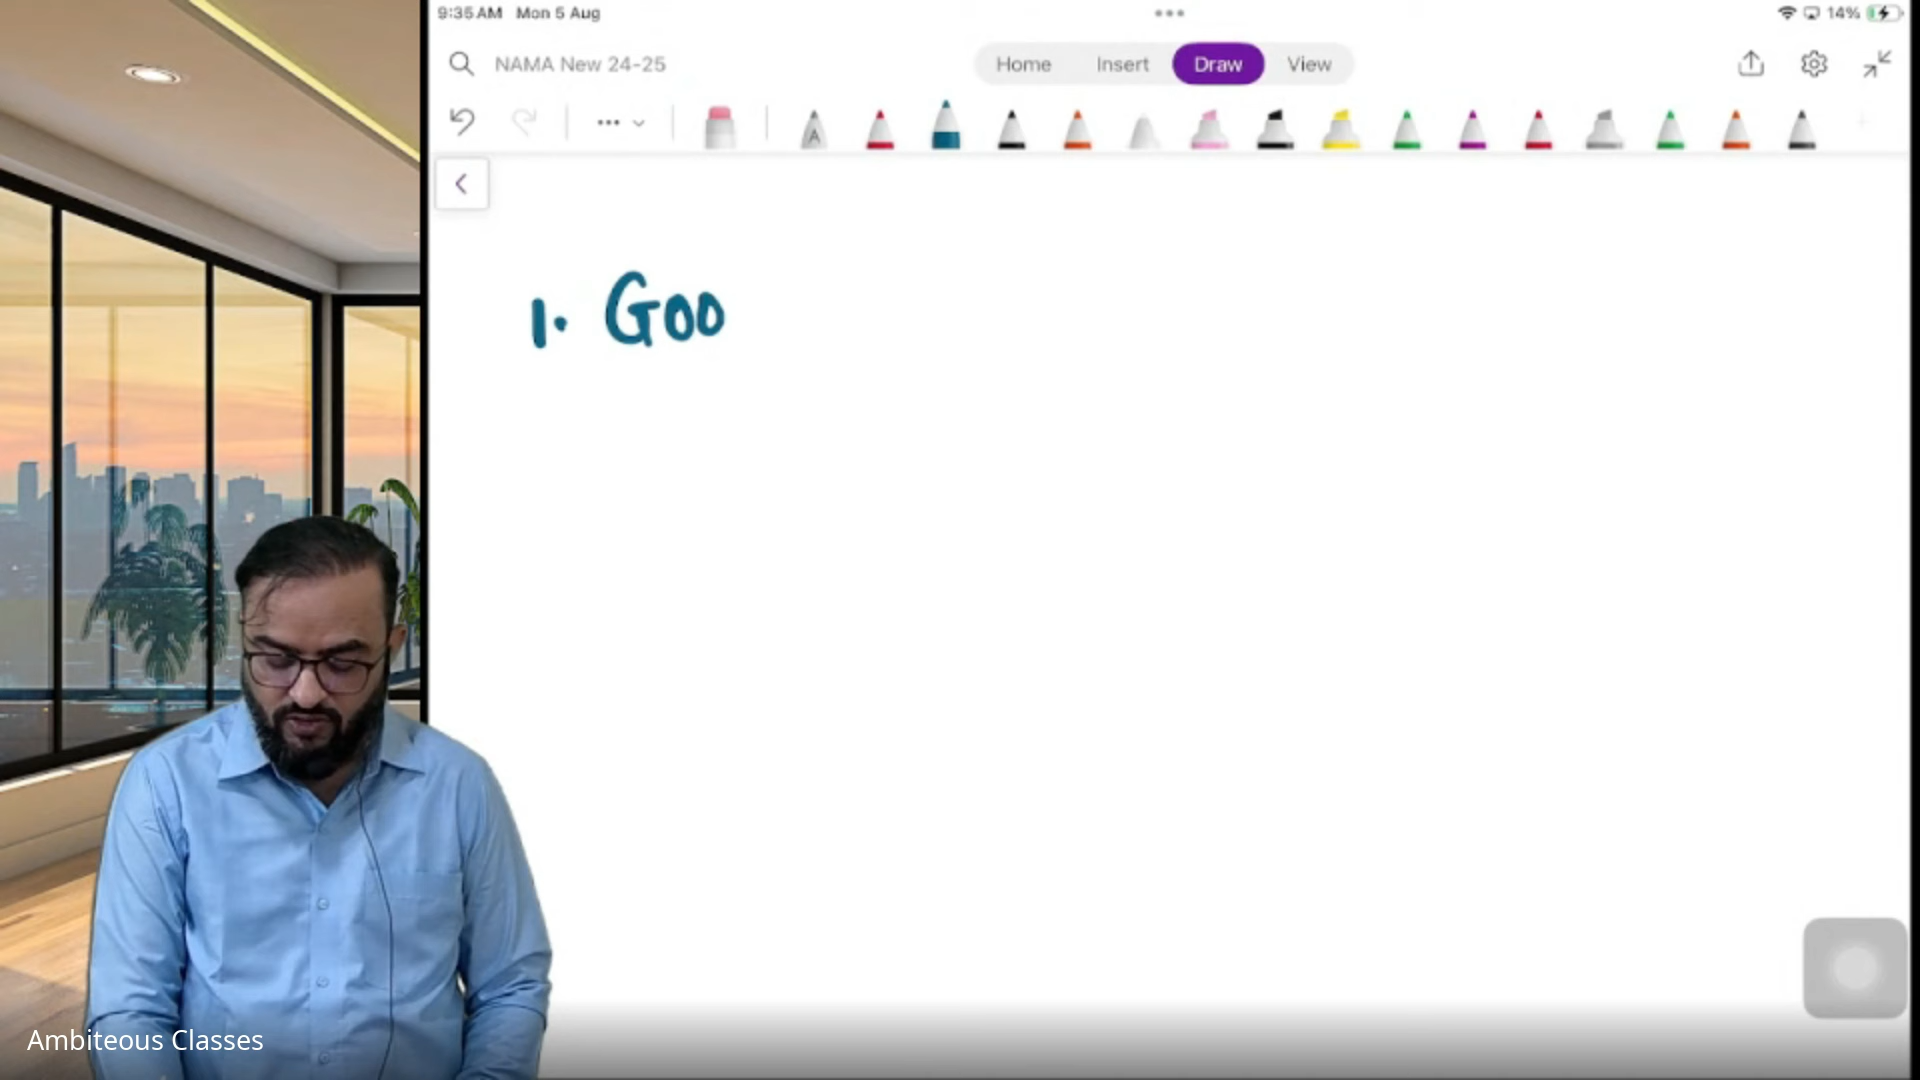 9:35 AM Mon 5 Aug
14%
NAMA New 24-25
Home Insert Draw View
A
1. Goo
Ambiteous Classes